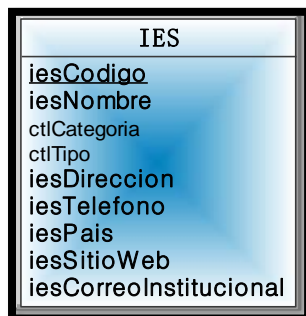 IES
iesCodigo
iesNombre
ctlCategoria
ctlTipo
iesDireccion
iesTelefono
iesPais
iesSitioWeb
iesCorreoInstitucional